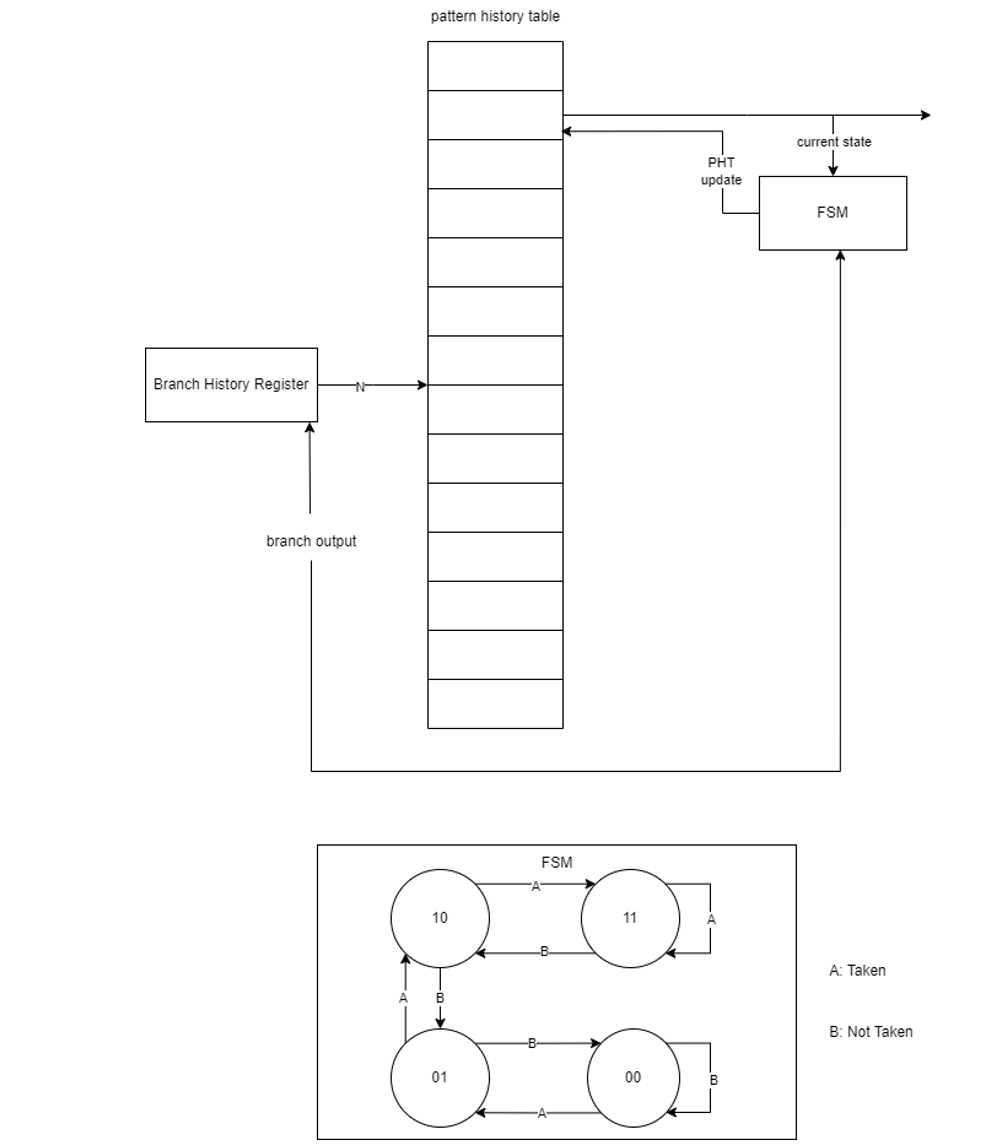 pattern history table
current state
PHT
update
FSM
Branch History Register
N
branch output
FSM
A
10
11
A
B
A
B
A: Taken
B
B: Not Taken
01
00
B
A